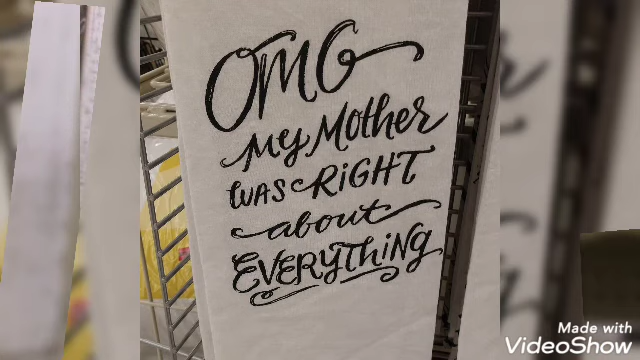 OMG
My Mother
WAS RiGHT
about
EVERYThiNG
Made with
VideoShow